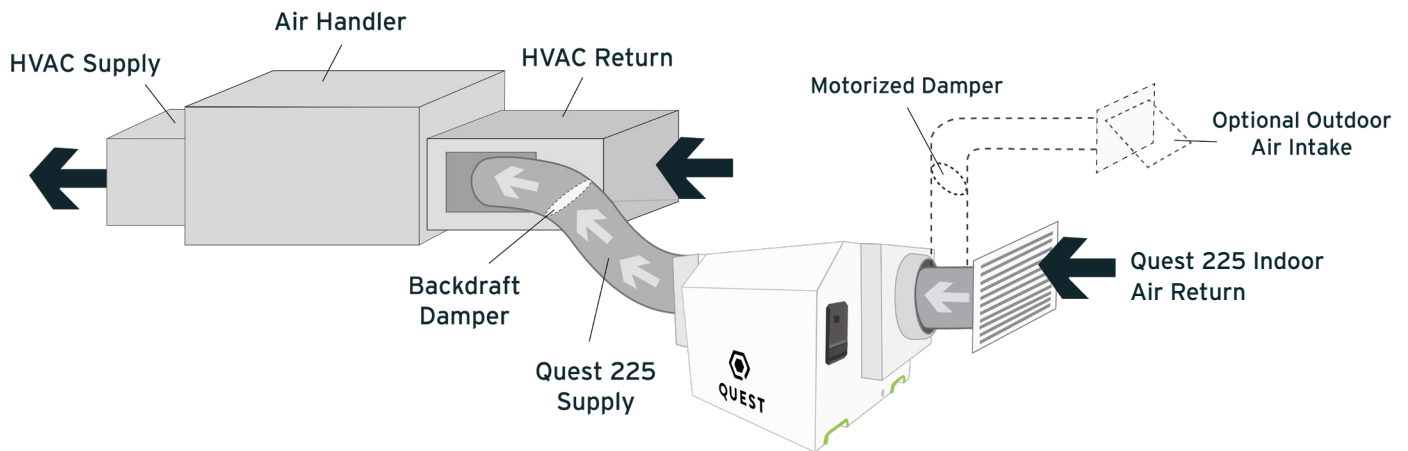 Air Handler
HVAC Supply
HVAC Return
Motorized Damper
Optional Outdoor
Air Intake
Quest 225 Indoor
Air Return
Backdraft
Damper
Quest 225
Supply
QUEST